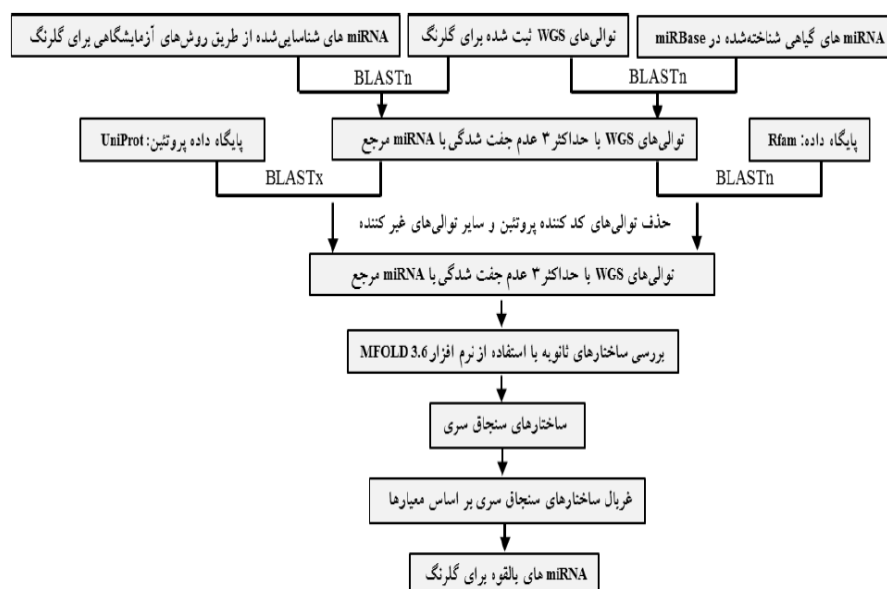 miRNA های شناسایی‌شده از طریق روش‌های آزمایشگاهی برای گلرنگ
توالی‌های WGS ثبت شده برای گلرنگ
miRNA های گیاهی شناخته‌شده در miRBase
BLASTn
BLASTn
پایگاه داده پروتئین: UniProt
توالی‌های WGS با حداکثر ۳ عدم جفت شدگی با miRNA مرجع
پایگاه داده: Rfam
BLASTx
BLASTn
حذف توالی‌های کد کننده پروتئین و سایر توالی‌های غیر کننده
توالی‌های WGS با حداکثر ۳ عدم جفت شدگی با miRNA مرجع
بررسی ساختارهای ثانویه با استفاده از نرم افزار MFOLD 3.6
ساختارهای سنجاق سری
غربال ساختارهای سنجاق سری بر اساس معیارها
miRNA های بالقوه برای گلرنگ